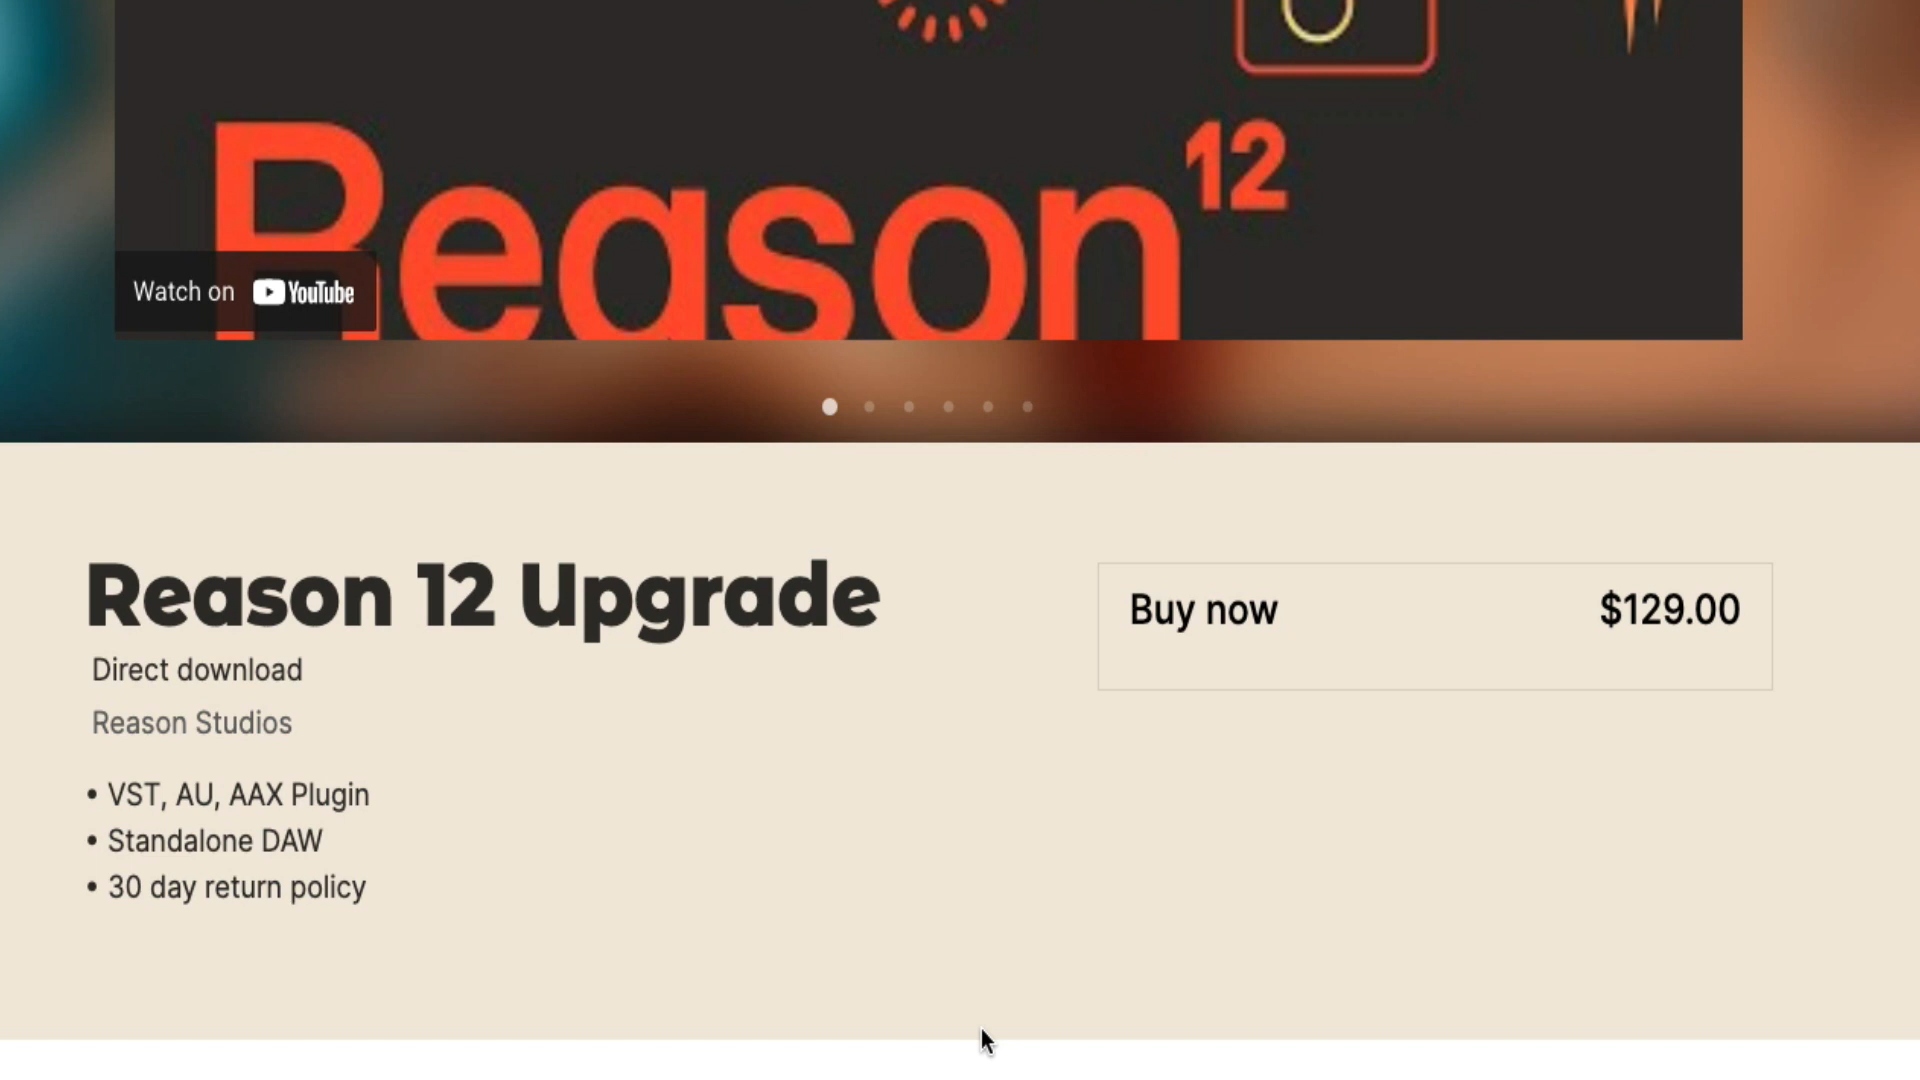 Reason 12
Watch on YouTube
Reason 12 Upgrade
Direct download
Reason Studios
• VST, AU, AAX Plugin
• Standalone DAW
• 30 day return policy
Buy now $129.00